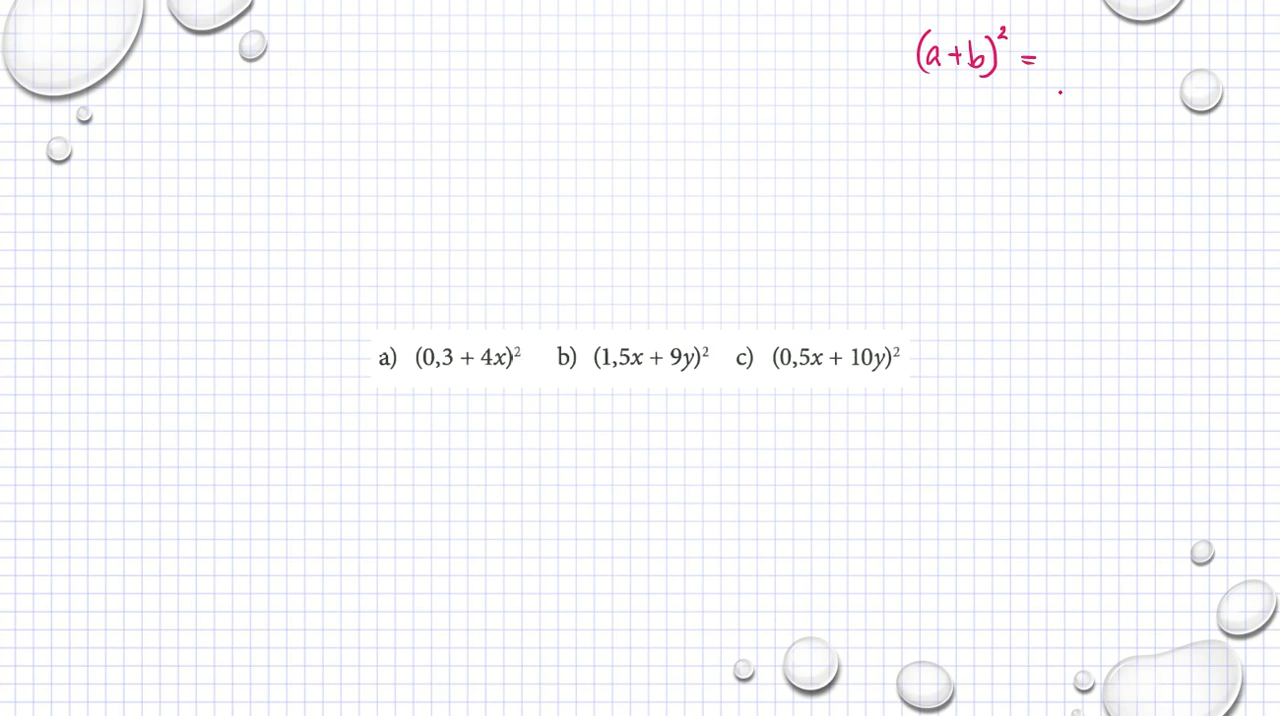 (a+b)² =
a) (0,3 + 4x)² b) (1,5x + 9y)² c) (0,5x + 10y)²